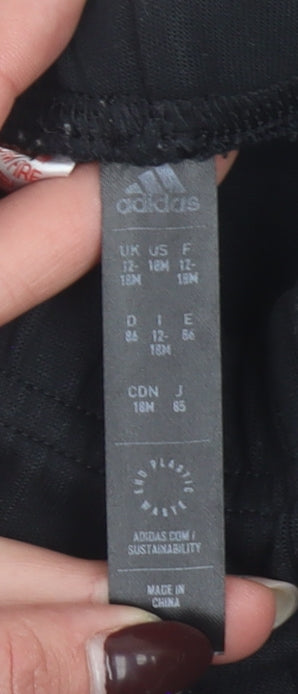 adidas
UK US F
12- 18M 12-
18M 18M
D I E
86 12- 86
18M
CDN J
18M 85
END PLASTIC WASTE
ADIDAS.COM/
SUSTAINABILITY
MADE IN
CHINA
FIRE